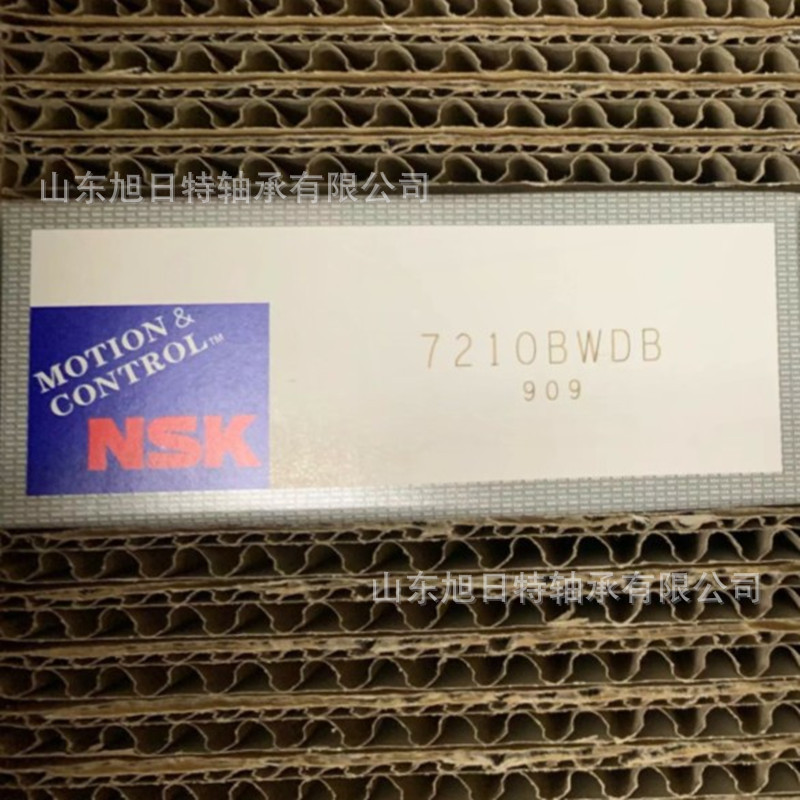 山东旭日特轴承有限公司
MOTION &
CONTROL™
NSK
7210BWDB
909
山东旭日特轴承有限公司